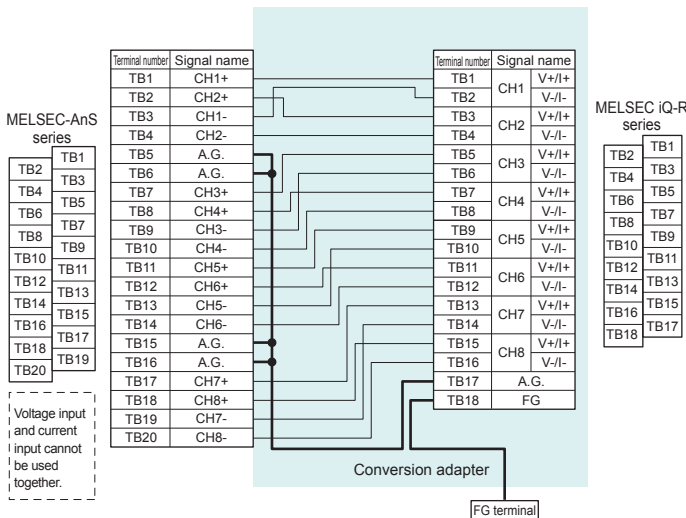 MELSEC-AnS
series
TB1
TB2
TB3
TB4
TB5
TB6
TB7
TB8
TB9
TB10
TB11
TB12
TB13
TB14
TB15
TB16
TB17
TB18
TB19
TB20
Voltage input
and current
input cannot
be used
together.
Terminal number Signal name
TB1 CH1+
TB2 CH2+
TB3 CH1-
TB4 CH2-
TB5 A.G.
TB6 A.G.
TB7 CH3+
TB8 CH4+
TB9 CH3-
TB10 CH4-
TB11 CH5+
TB12 CH6+
TB13 CH5-
TB14 CH6-
TB15 A.G.
TB16 A.G.
TB17 CH7+
TB18 CH8+
TB19 CH7-
TB20 CH8-
Conversion adapter
Terminal number Signal name
TB1 CH1 V+/I+
TB2 V-/I-
TB3 CH2 V+/I+
TB4 V-/I-
TB5 CH3 V+/I+
TB6 V-/I-
TB7 CH4 V+/I+
TB8 V-/I-
TB9 CH5 V+/I+
TB10 V-/I-
TB11 CH6 V+/I+
TB12 V-/I-
TB13 CH7 V+/I+
TB14 V-/I-
TB15 CH8 V+/I+
TB16 V-/I-
TB17 A.G.
TB18 FG
FG terminal
MELSEC iQ-R
series
TB1
TB2
TB3
TB4
TB5
TB6
TB7
TB8
TB9
TB10
TB11
TB12
TB13
TB14
TB15
TB16
TB17
TB18